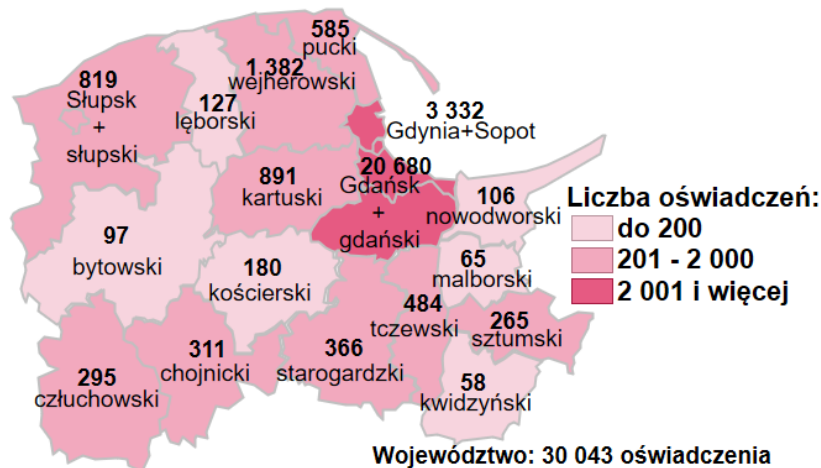 585
pucki
1 382
wejherowski
819
Słupsk
+
słupski
127
lęborski
3 332
Gdynia+Sopot
20 680
Gdańsk
+
gdański
891
kartuski
106
nowodworski
97
bytowski
180
kościerski
65
malborski
484
tczewski
265
sztumski
311
chojnicki
366
starogardzki
295
człuchowski
58
kwidzyński
Liczba oświadczeń:
do 200
201 - 2 000
2 001 i więcej
Województwo: 30 043 oświadczenia